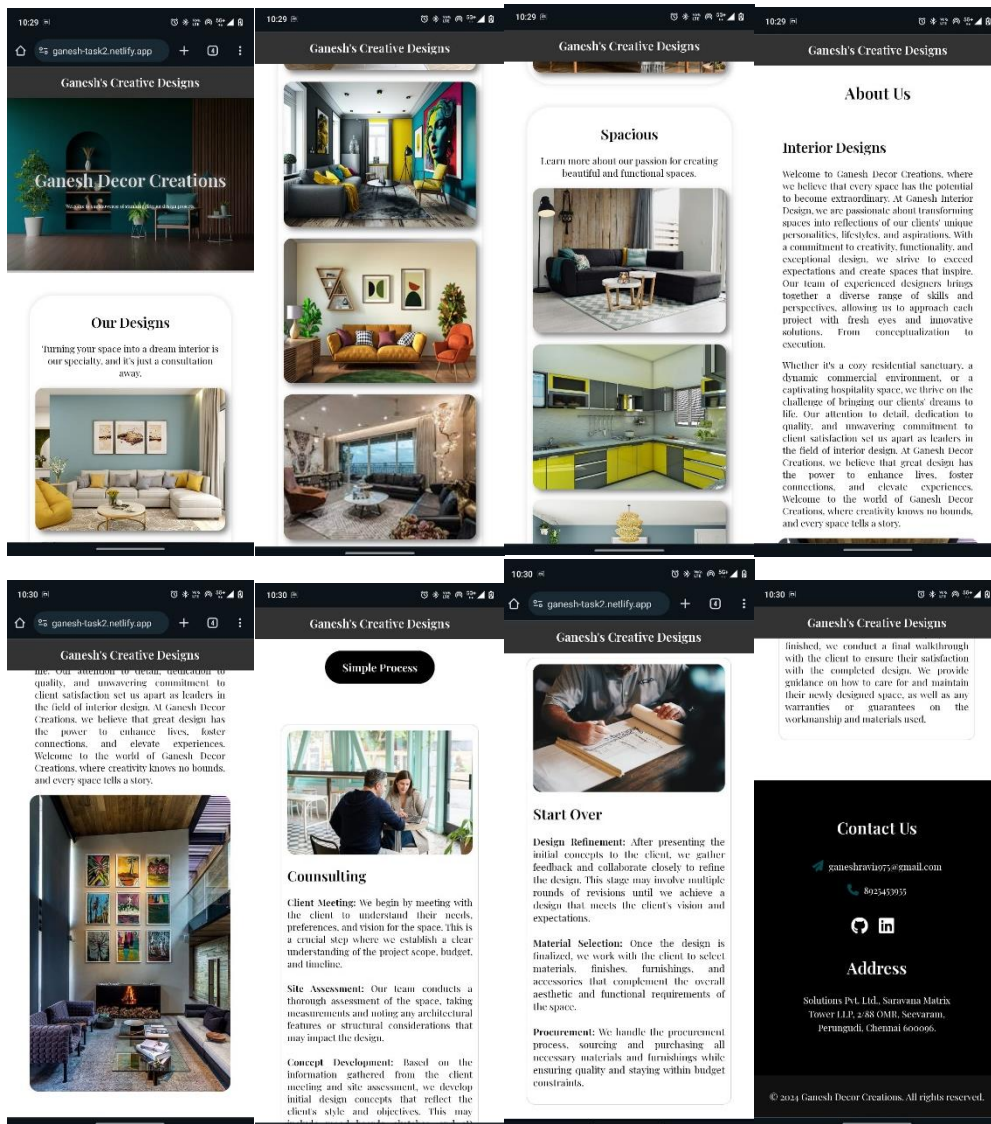 10:29
ganesh-task2.netlify.app
4
Ganesh's Creative Designs
Ganesh Decor Creations
Our Designs
Turning your space into a dream interior is
our specialty, and it's just a consultation
away.
10:29
Ganesh's Creative Designs
10:29
Ganesh's Creative Designs
Spacious
Learn more about our passion for creating
beautiful and functional spaces.
10:29
Ganesh's Creative Designs
About Us
Interior Designs
Welcome to Ganesh Decor Creations, where
we believe that every space has the potential
to become extraordinary. At Ganesh Interior
Design, we are passionate about transforming
spaces into reflections of our clients' unique
personalities, lifestyles, and aspirations. With
a commitment to creativity, functionality, and
exceptional design, we strive to exceed
expectations and create spaces that inspire.
Our team of experienced designers brings
together a diverse range of skills and
perspectives, allowing us to approach each
project with fresh eyes and innovative
solutions. From conceptualization to
execution.
Whether it's a cozy residential sanctuary, a
dynamic commercial environment, or a
captivating hospitality space, we thrive on the
challenge of bringing our clients' dreams to
life. Our attention to detail, dedication to
quality, and unwavering commitment to
client satisfaction set us apart as leaders in
the field of interior design. At Ganesh Decor
Creations, we believe that great design has
the power to enhance lives, foster
connections, and elevate experiences.
Welcome to the world of Ganesh Decor
Creations, where creativity knows no bounds,
and every space tells a story.
10:30
ganesh-task2.netlify.app
4
Ganesh's Creative Designs
life. Our attention to detail, dedication to
quality, and unwavering commitment to
client satisfaction set us apart as leaders in
the field of interior design. At Ganesh Decor
Creations, we believe that great design has
the power to enhance lives, foster
connections, and elevate experiences.
Welcome to the world of Ganesh Decor
Creations, where creativity knows no bounds,
and every space tells a story.
10:30
Ganesh's Creative Designs
Simple Process
Counsulting
Client Meeting: We begin by meeting with
the client to understand their needs,
preferences, and vision for the space. This is
a crucial step where we establish a clear
understanding of the project scope, budget,
and timeline.
Site Assessment: Our team conducts a
thorough assessment of the space, taking
measurements and noting any architectural
features or structural considerations that
may impact the design.
Concept Development: Based on the
information gathered from the client
meeting and site assessment, we develop
initial design concepts that reflect the
client's style and objectives. This may
10:30
ganesh-task2.netlify.app
4
Ganesh's Creative Designs
Start Over
Design Refinement: After presenting the
initial concepts to the client, we gather
feedback and collaborate closely to refine
the design. This stage may involve multiple
rounds of revisions until we achieve a
design that meets the client's vision and
expectations.
Material Selection: Once the design is
finalized, we work with the client to select
materials, finishes, furnishings, and
accessories that complement the overall
aesthetic and functional requirements of
the space.
Procurement: We handle the procurement
process, sourcing and purchasing all
necessary materials and furnishings while
ensuring quality and staying within budget
constraints.
10:30
Ganesh's Creative Designs
finished, we conduct a final walkthrough
with the client to ensure their satisfaction
with the completed design. We provide
guidance on how to care for and maintain
their newly designed space, as well as any
warranties or guarantees on the
workmanship and materials used.
Contact Us
ganeshravi1975@gmail.com
8925453955
Address
Solutions Pvt. Ltd., Saravana Matrix
Tower LLP, 2/88 OMR, Seevaram,
Perungudi, Chennai 600096.
© 2024 Ganesh Decor Creations. All rights reserved.